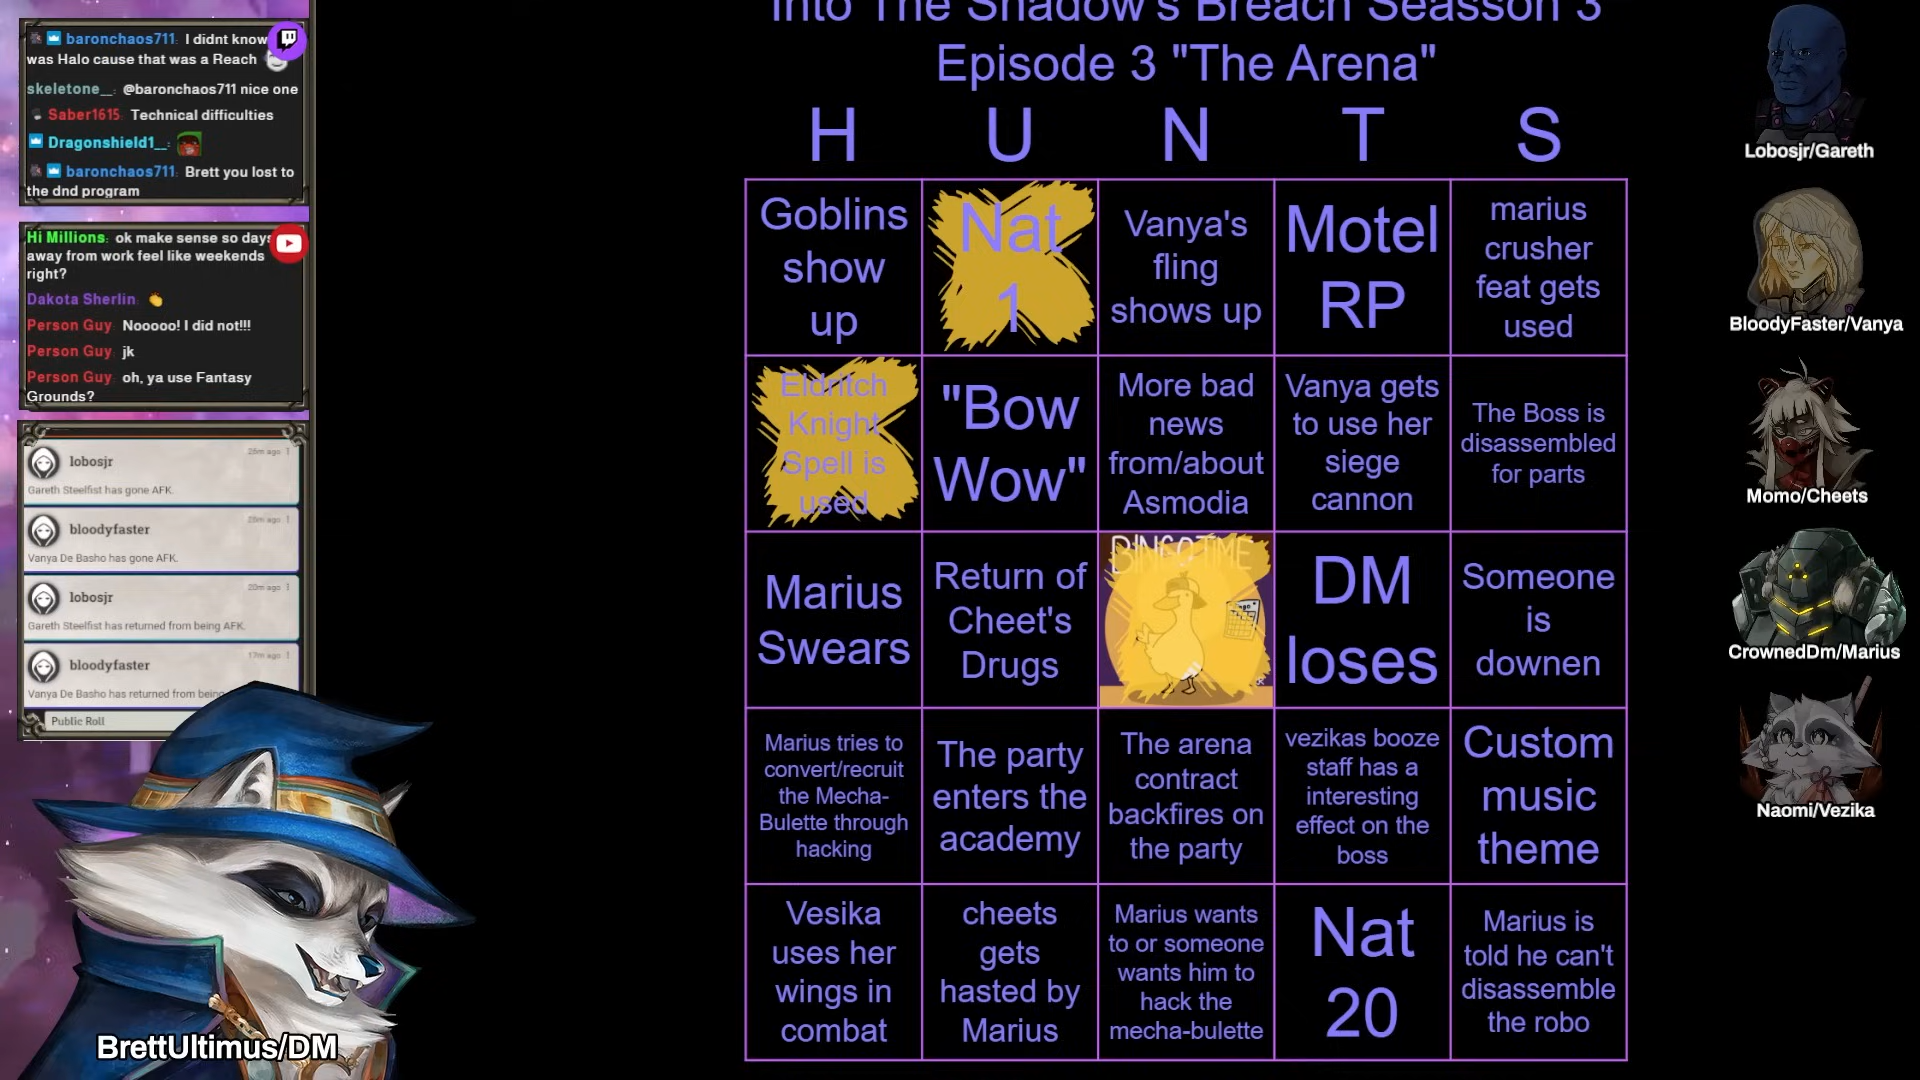 baronchaos711: I didnt know
was Halo cause that was a Reach
skeletone__: @baronchaos711 nice one
Saber1615: Technical difficulties
Dragonshield1__:
baronchaos711: Brett you lost to
the dnd program
Hi Millions: ok make sense so days
away from work feel like weekends
right?
Dakota Sherlin:
Person Guy: Nooooo! I did not!!!
Person Guy: jk
Person Guy: oh, ya use Fantasy
Grounds?
lobosjr
26m ago
Gareth Steelfist has gone AFK.
bloodyfaster
26m ago
Vanya De Basho has gone AFK.
lobosjr
20m ago
Gareth Steelfist has returned from being AFK.
bloodyfaster
17m ago
Vanya De Basho has returned from being
Public Roll
BrettUltimus/DM
Into The Shadow's Breach Seasson 3
Episode 3 "The Arena"
H U N T S
Goblins
show
up
Nat
1
Vanya's
fling
shows up
Motel
RP
marius
crusher
feat gets
used
Eldritch
Knight
Spell is
used
"Bow
Wow"
More bad
news
from/about
Asmodia
Vanya gets
to use her
siege
cannon
The Boss is
disassembled
for parts
Marius
Swears
Return of
Cheet's
Drugs
BINGO TIME
DM
loses
Someone
is
downen
Marius tries to
convert/recruit
the Mecha-
Bulette through
hacking
The party
enters the
academy
The arena
contract
backfires on
the party
vezikas booze
staff has a
interesting
effect on the
boss
Custom
music
theme
Vesika
uses her
wings in
combat
cheets
gets
hasted by
Marius
Marius wants
to or someone
wants him to
hack the
mecha-bulette
Nat
20
Marius is
told he can't
disassemble
the robo
Lobosjr/Gareth
BloodyFaster/Vanya
Momo/Cheets
CrownedDm/Marius
Naomi/Vezika